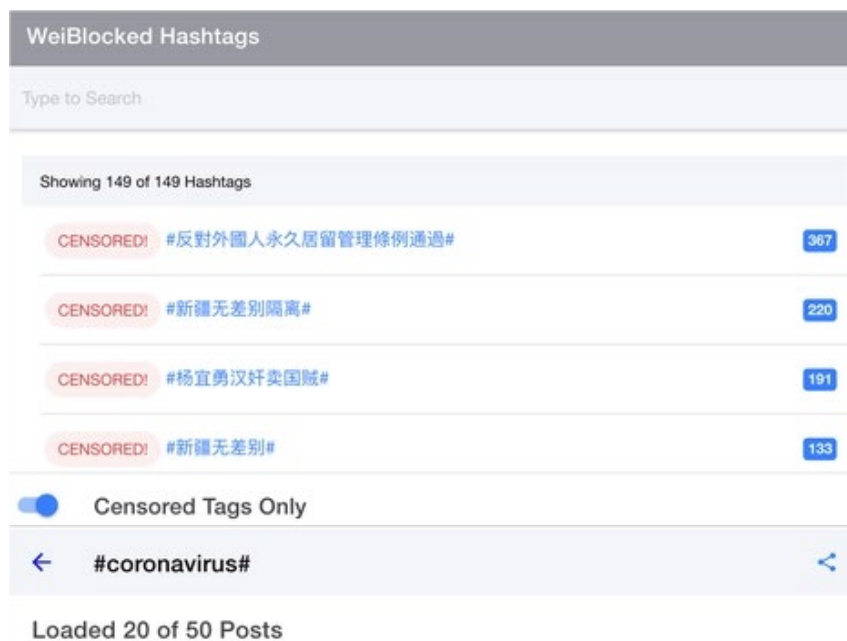 WeiBlocked Hashtags
Type to Search
Showing 149 of 149 Hashtags
CENSORED! #反對外國人永久居留管理條例通過# 367
CENSORED! #新疆无差别隔离# 220
CENSORED! #杨宜勇汉奸卖国贼# 191
CENSORED! #新疆无差别# 133
Censored Tags Only
#coronavirus#
Loaded 20 of 50 Posts